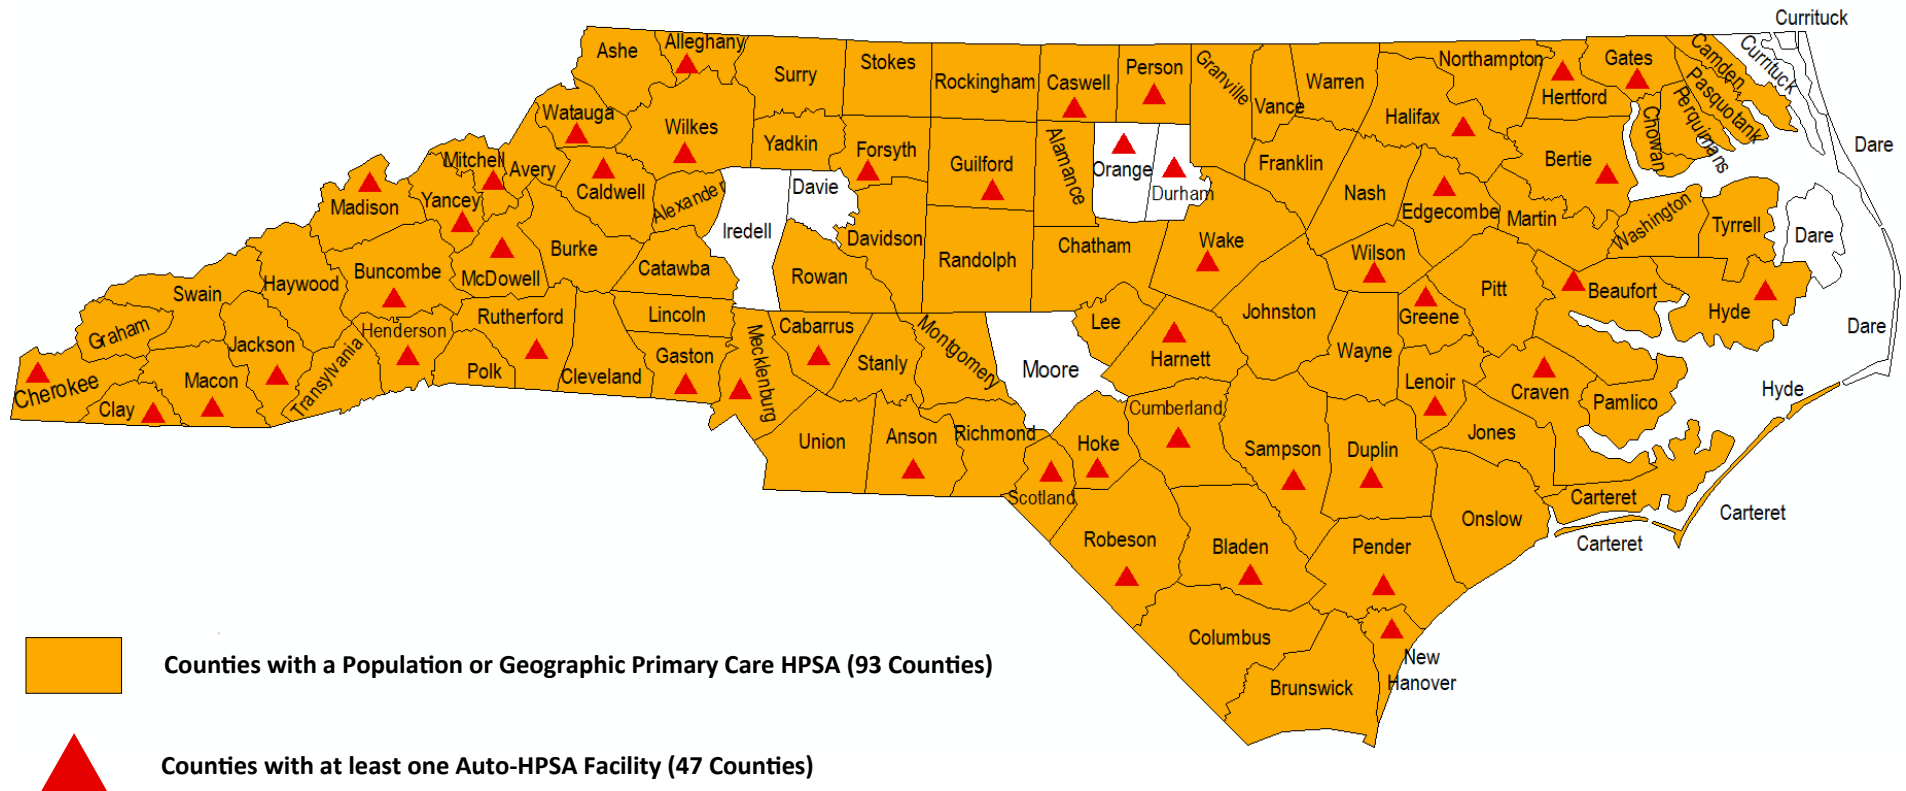 Currituck
Ashe
Alleghany
Surry
Stokes
Rockingham
Caswell
Person
Granville
Vance
Warren
Northampton
Hertford
Gates
Camden
Currituck
Pasquotank
Perquimans
Chowan
Watauga
Wilkes
Yadkin
Forsyth
Guilford
Alamance
Orange
Durham
Franklin
Halifax
Nash
Edgecombe
Bertie
Martin
Washington
Tyrrell
Dare
Dare
Dare
Mitchell
Avery
Caldwell
Alexander
Iredell
Davie
Madison
Yancey
McDowell
Burke
Catawba
Rowan
Davidson
Randolph
Chatham
Wake
Wilson
Pitt
Beaufort
Hyde
Swain
Haywood
Buncombe
Graham
Jackson
Henderson
Rutherford
Lincoln
Mecklenburg
Cabarrus
Stanly
Montgomery
Moore
Lee
Harnett
Johnston
Wayne
Greene
Lenoir
Craven
Pamlico
Hyde
Cherokee
Clay
Macon
Transylvania
Polk
Cleveland
Gaston
Union
Anson
Richmond
Scotland
Hoke
Cumberland
Sampson
Duplin
Jones
Onslow
Carteret
Carteret
Carteret
Robeson
Bladen
Pender
Columbus
Brunswick
New
Hanover
Counties with a Population or Geographic Primary Care HPSA (93 Counties)
Counties with at least one Auto-HPSA Facility (47 Counties)